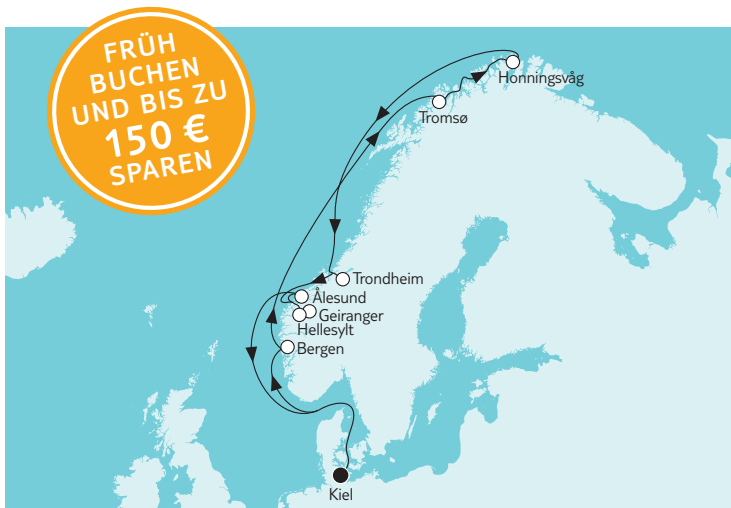 FRÜH
BUCHEN
UND BIS ZU
150 €
SPAREN
Honningsvåg
Tromsø
Trondheim
Ålesund
Geiranger
Hellesylt
Bergen
Kiel